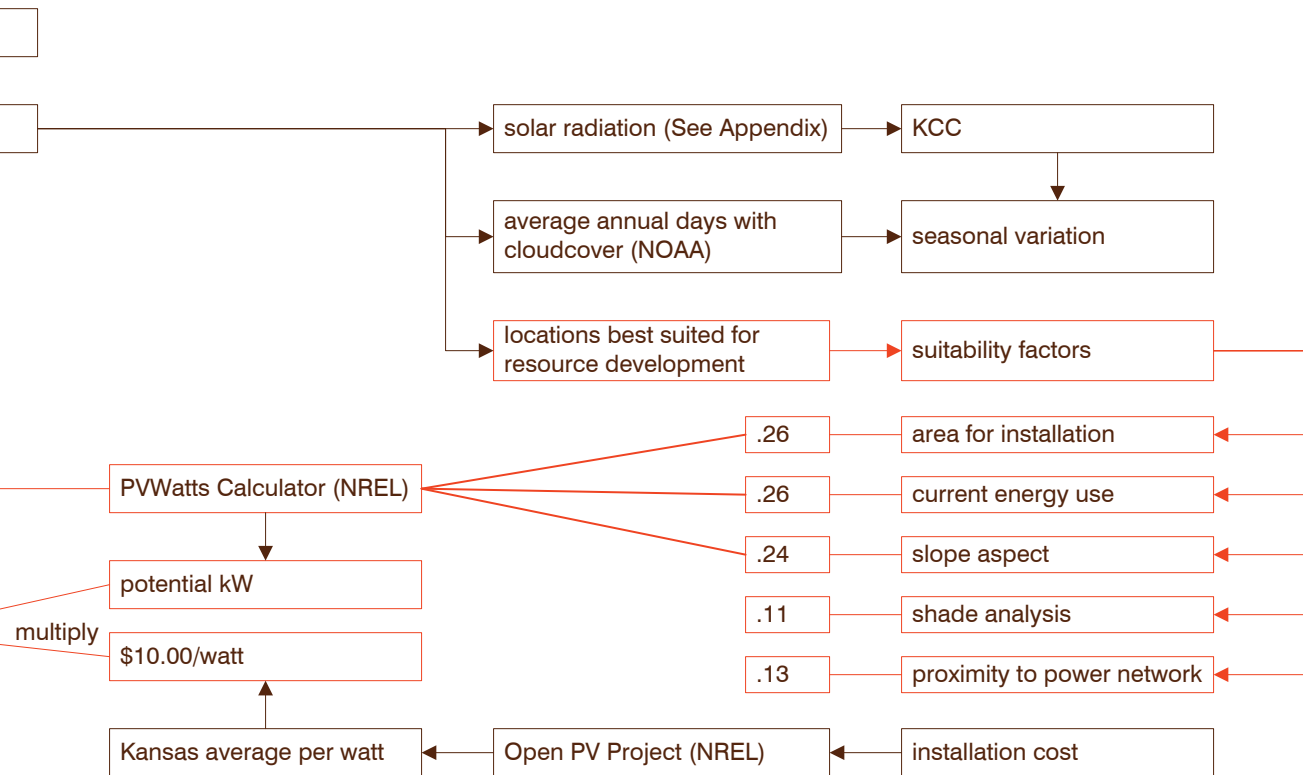 solar radiation (See Appendix)
KCC
average annual days with
cloudcover (NOAA)
seasonal variation
locations best suited for
resource development
suitability factors
.26
area for installation
PVWatts Calculator (NREL)
.26
current energy use
.24
slope aspect
potential kW
.11
shade analysis
multiply
$10.00/watt
.13
proximity to power network
Kansas average per watt
Open PV Project (NREL)
installation cost